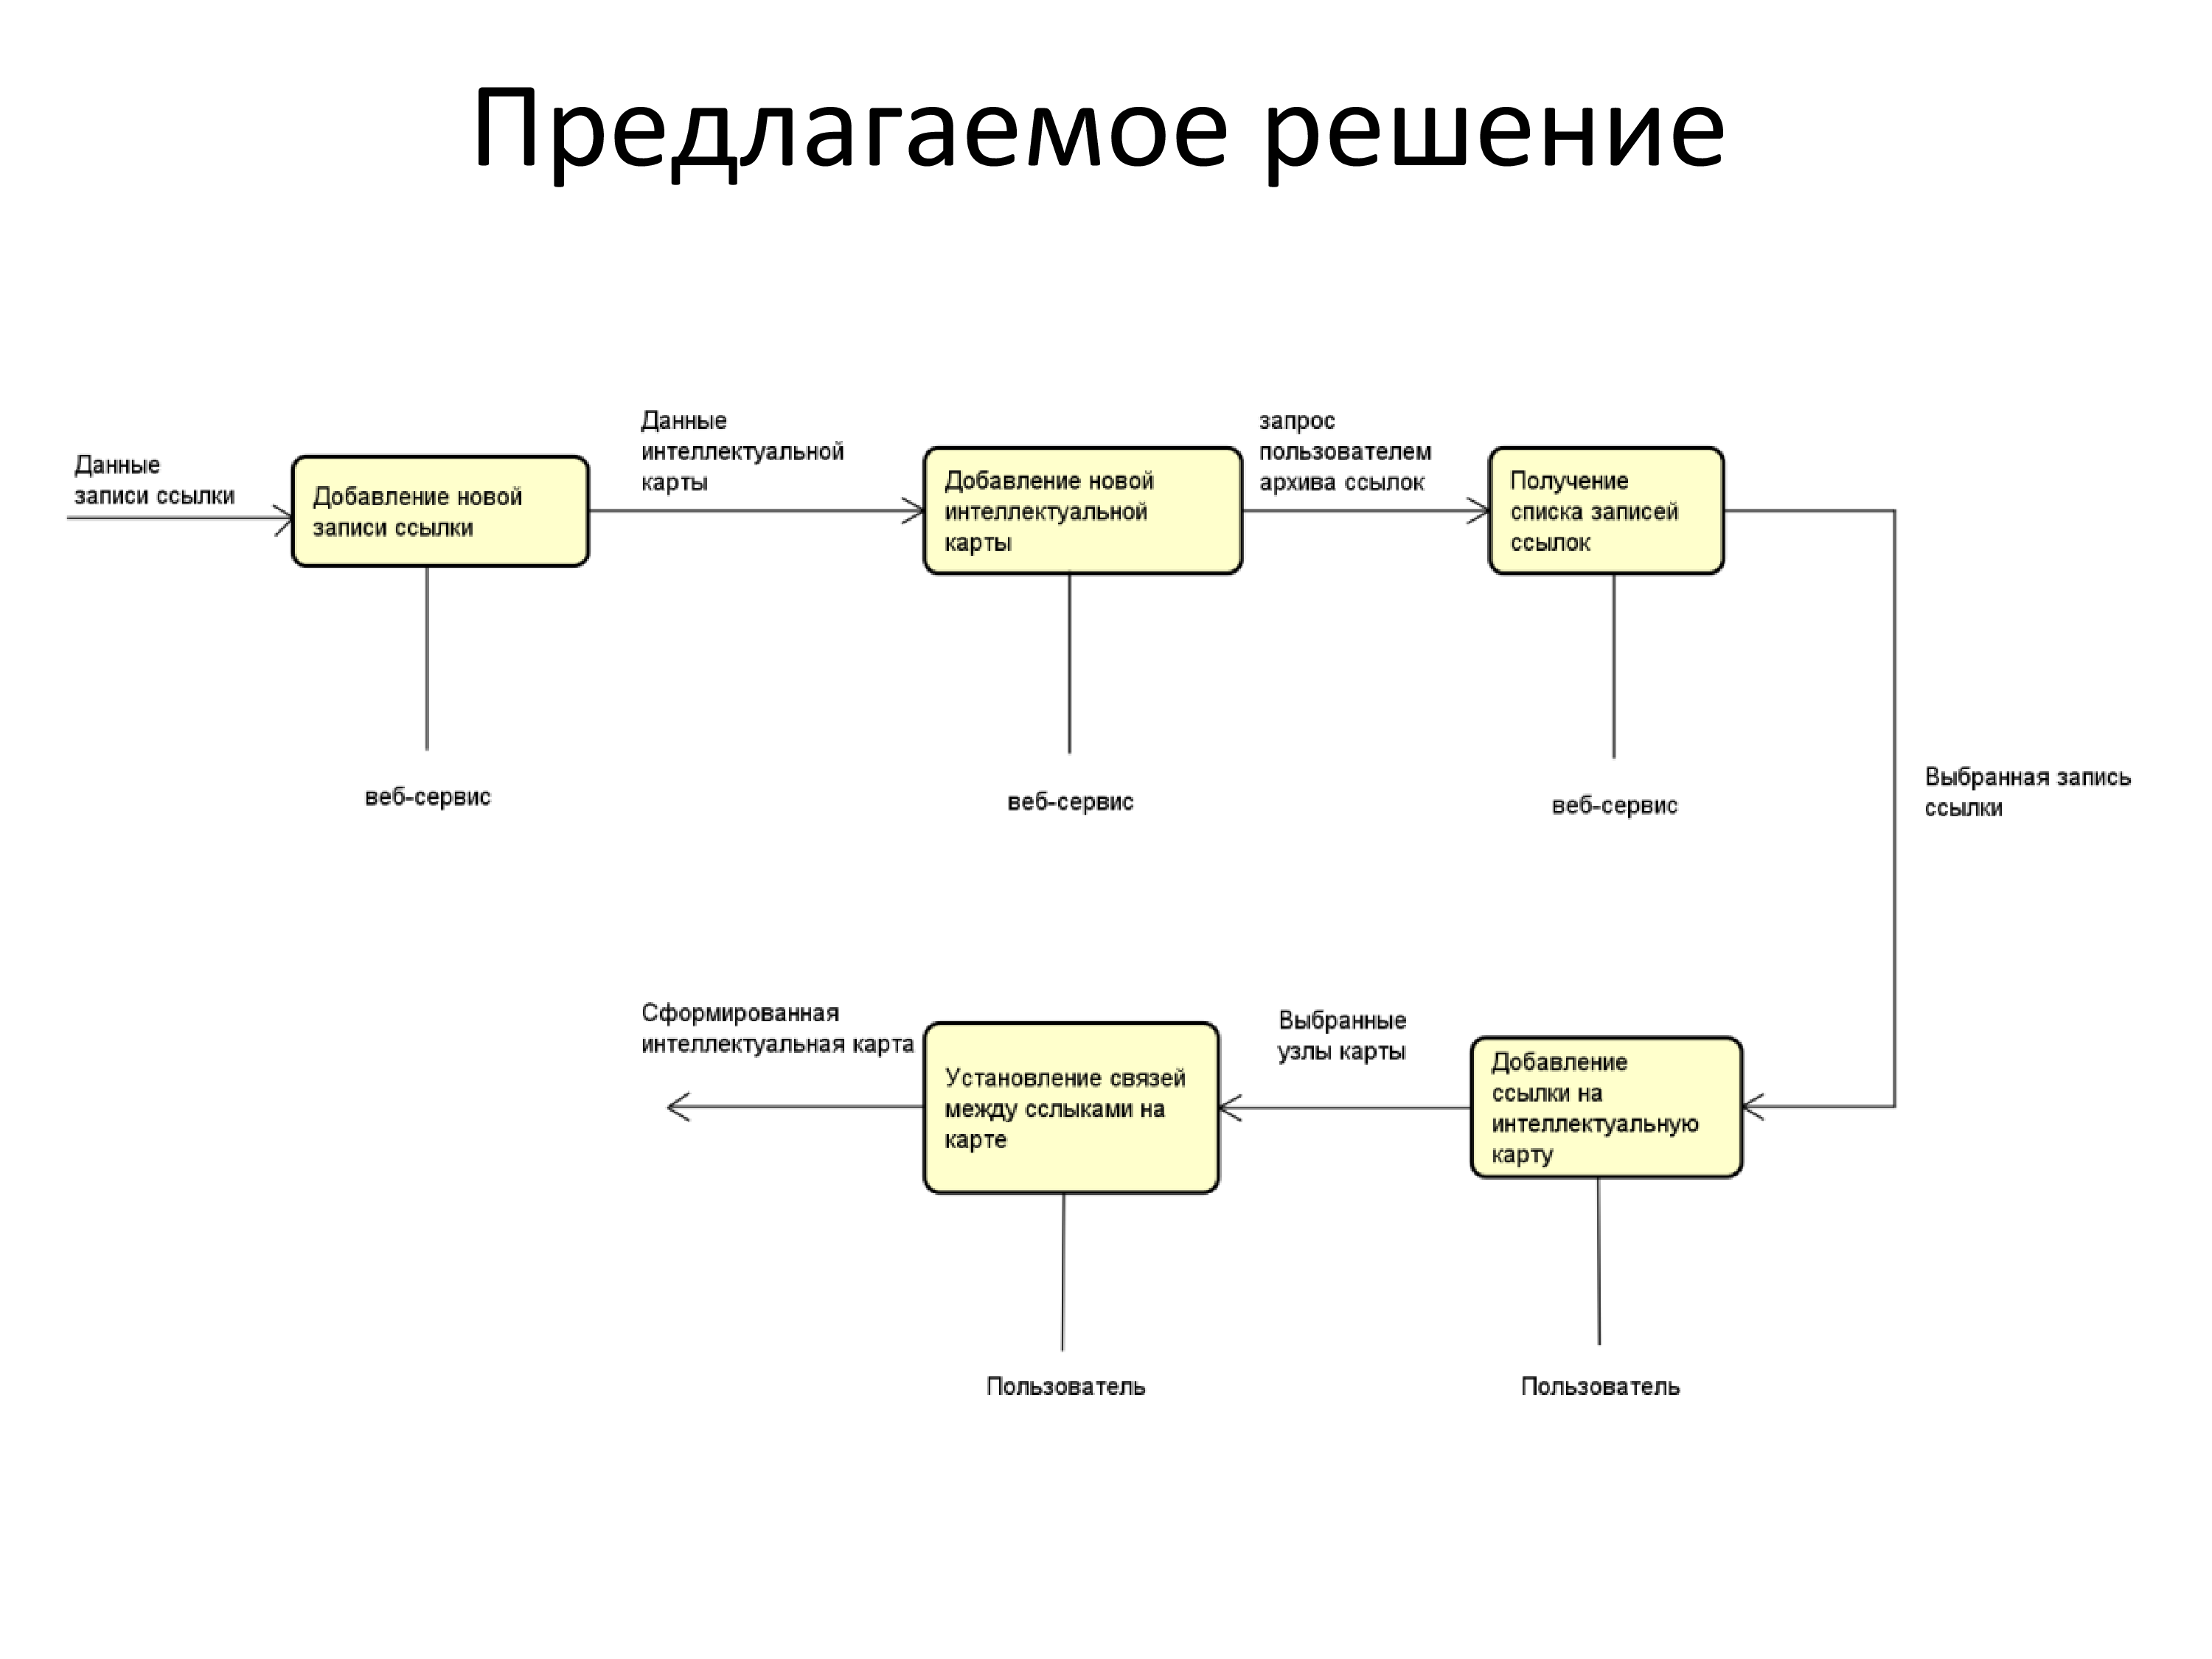 Предлагаемое решение
Данные
записи ссылки
Добавление новой
записи ссылки
веб-сервис
Данные
интеллектуальной
карты
Добавление новой
интеллектуальной
карты
веб-сервис
запрос
пользователем
архива ссылок
Получение
списка записей
ссылок
веб-сервис
Выбранная запись
ссылки
Добавление
ссылки на
интеллектуальную
карту
Пользователь
Выбранные
узлы карты
Установление связей
между сслыками на
карте
Пользователь
Сформированная
интеллектуальная карта